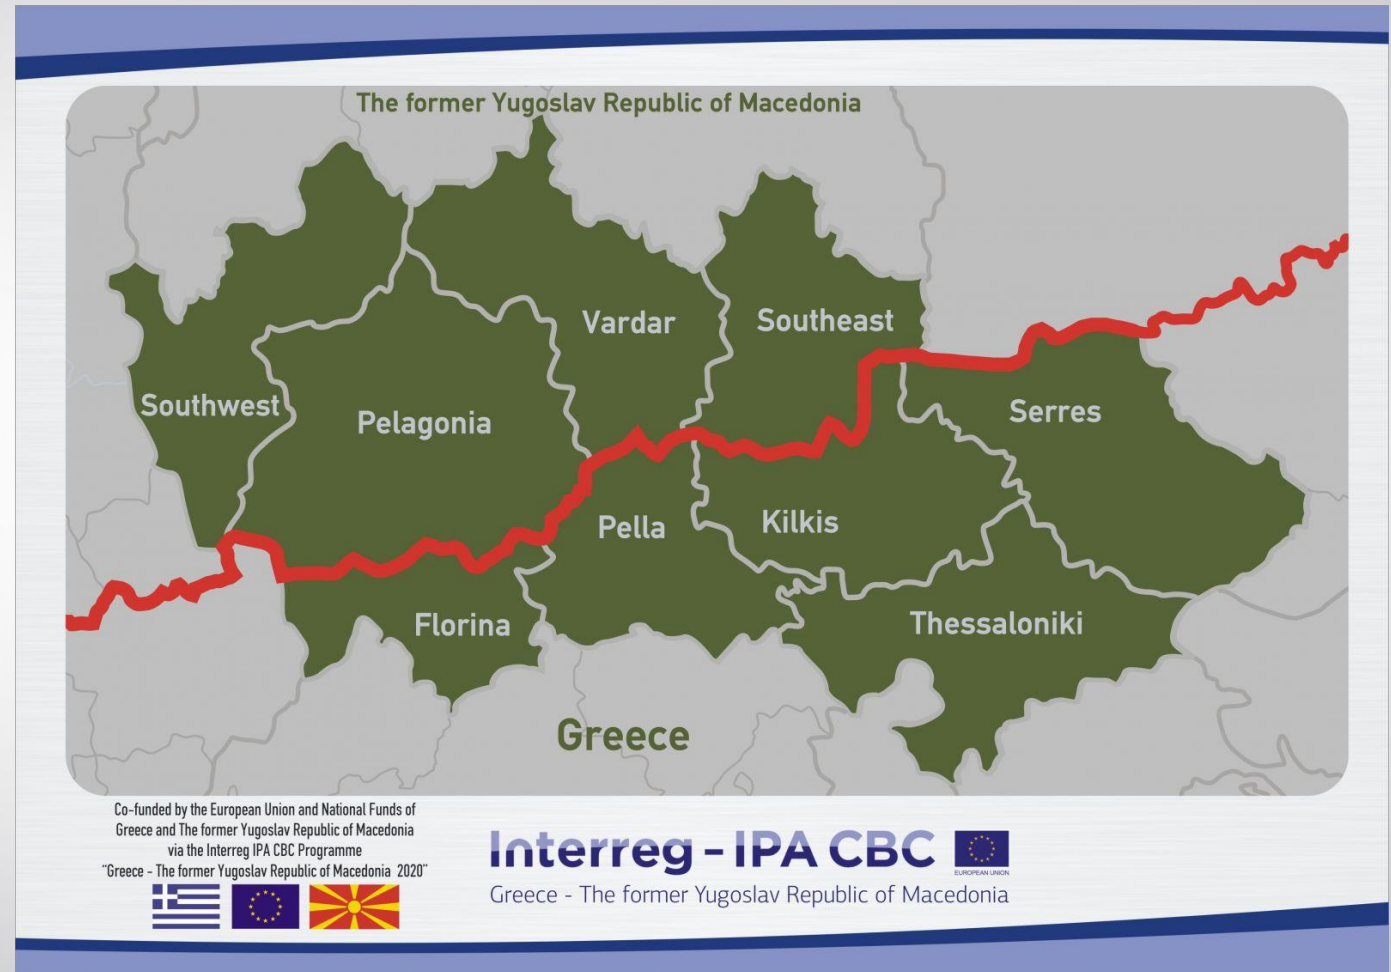 The former Yugoslav Republic of Macedonia
Vardar
Southeast
Southwest
Pelagonia
Serres
Pella
Kilkis
Florina
Thessaloniki
Greece
Co-funded by the European Union and National Funds of
Greece and The former Yugoslav Republic of Macedonia
via the Interreg IPA CBC Programme
"Greece - The former Yugoslav Republic of Macedonia 2020"
Interreg - IPA CBC
EUROPEAN UNION
Greece - The former Yugoslav Republic of Macedonia